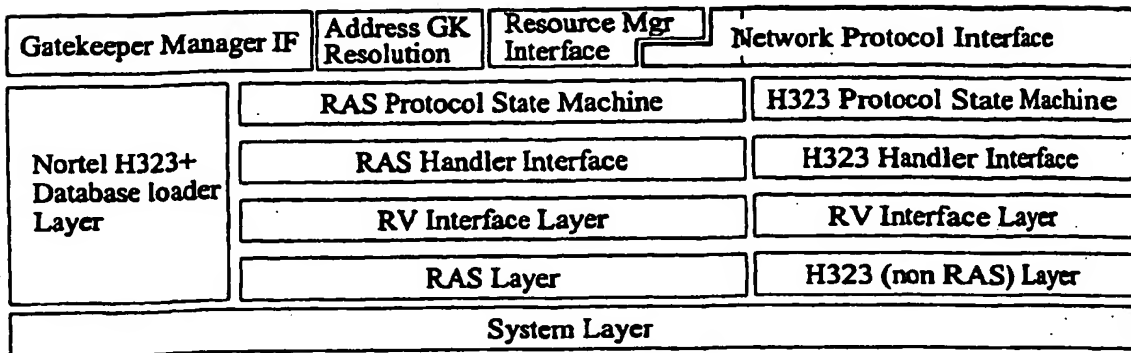 Gatekeeper Manager IF
Address GK
Resolution
Resource Mgr
Interface
Network Protocol Interface
Nortel H323+
Database loader
Layer
RAS Protocol State Machine
H323 Protocol State Machine
RAS Handler Interface
H323 Handler Interface
RV Interface Layer
RV Interface Layer
RAS Layer
H323 (non RAS) Layer
System Layer